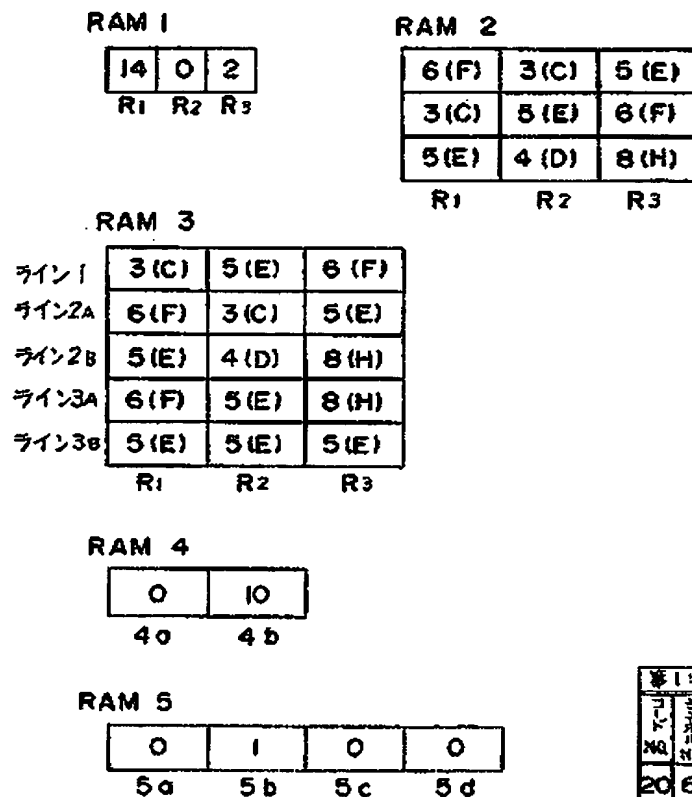 RAM 1
14 0 2
R1 R2 R3
RAM 2
6(F) 3(C) 5(E)
3(C) 5(E) 6(F)
5(E) 4(D) 8(H)
R1 R2 R3
RAM 3
ライン1 3(C) 5(E) 6(F)
ライン2A 6(F) 3(C) 5(E)
ライン2B 5(E) 4(D) 8(H)
ライン3A 6(F) 5(E) 8(H)
ライン3B 5(E) 5(E) 5(E)
R1 R2 R3
RAM 4
0 10
4a 4b
RAM 5
0 1 0 0
5a 5b 5c 5d
第1
20 6